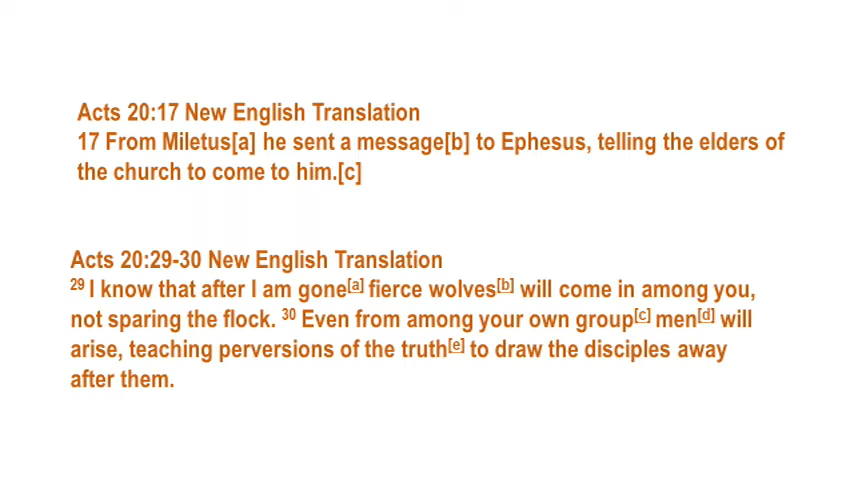 Acts 20:17 New English Translation
17 From Miletus[a] he sent a message[b] to Ephesus, telling the elders of
the church to come to him.[c]
Acts 20:29-30 New English Translation
29 I know that after I am gone[a] fierce wolves[b] will come in among you,
not sparing the flock. 30 Even from among your own group[c] men[d] will
arise, teaching perversions of the truth[e] to draw the disciples away
after them.